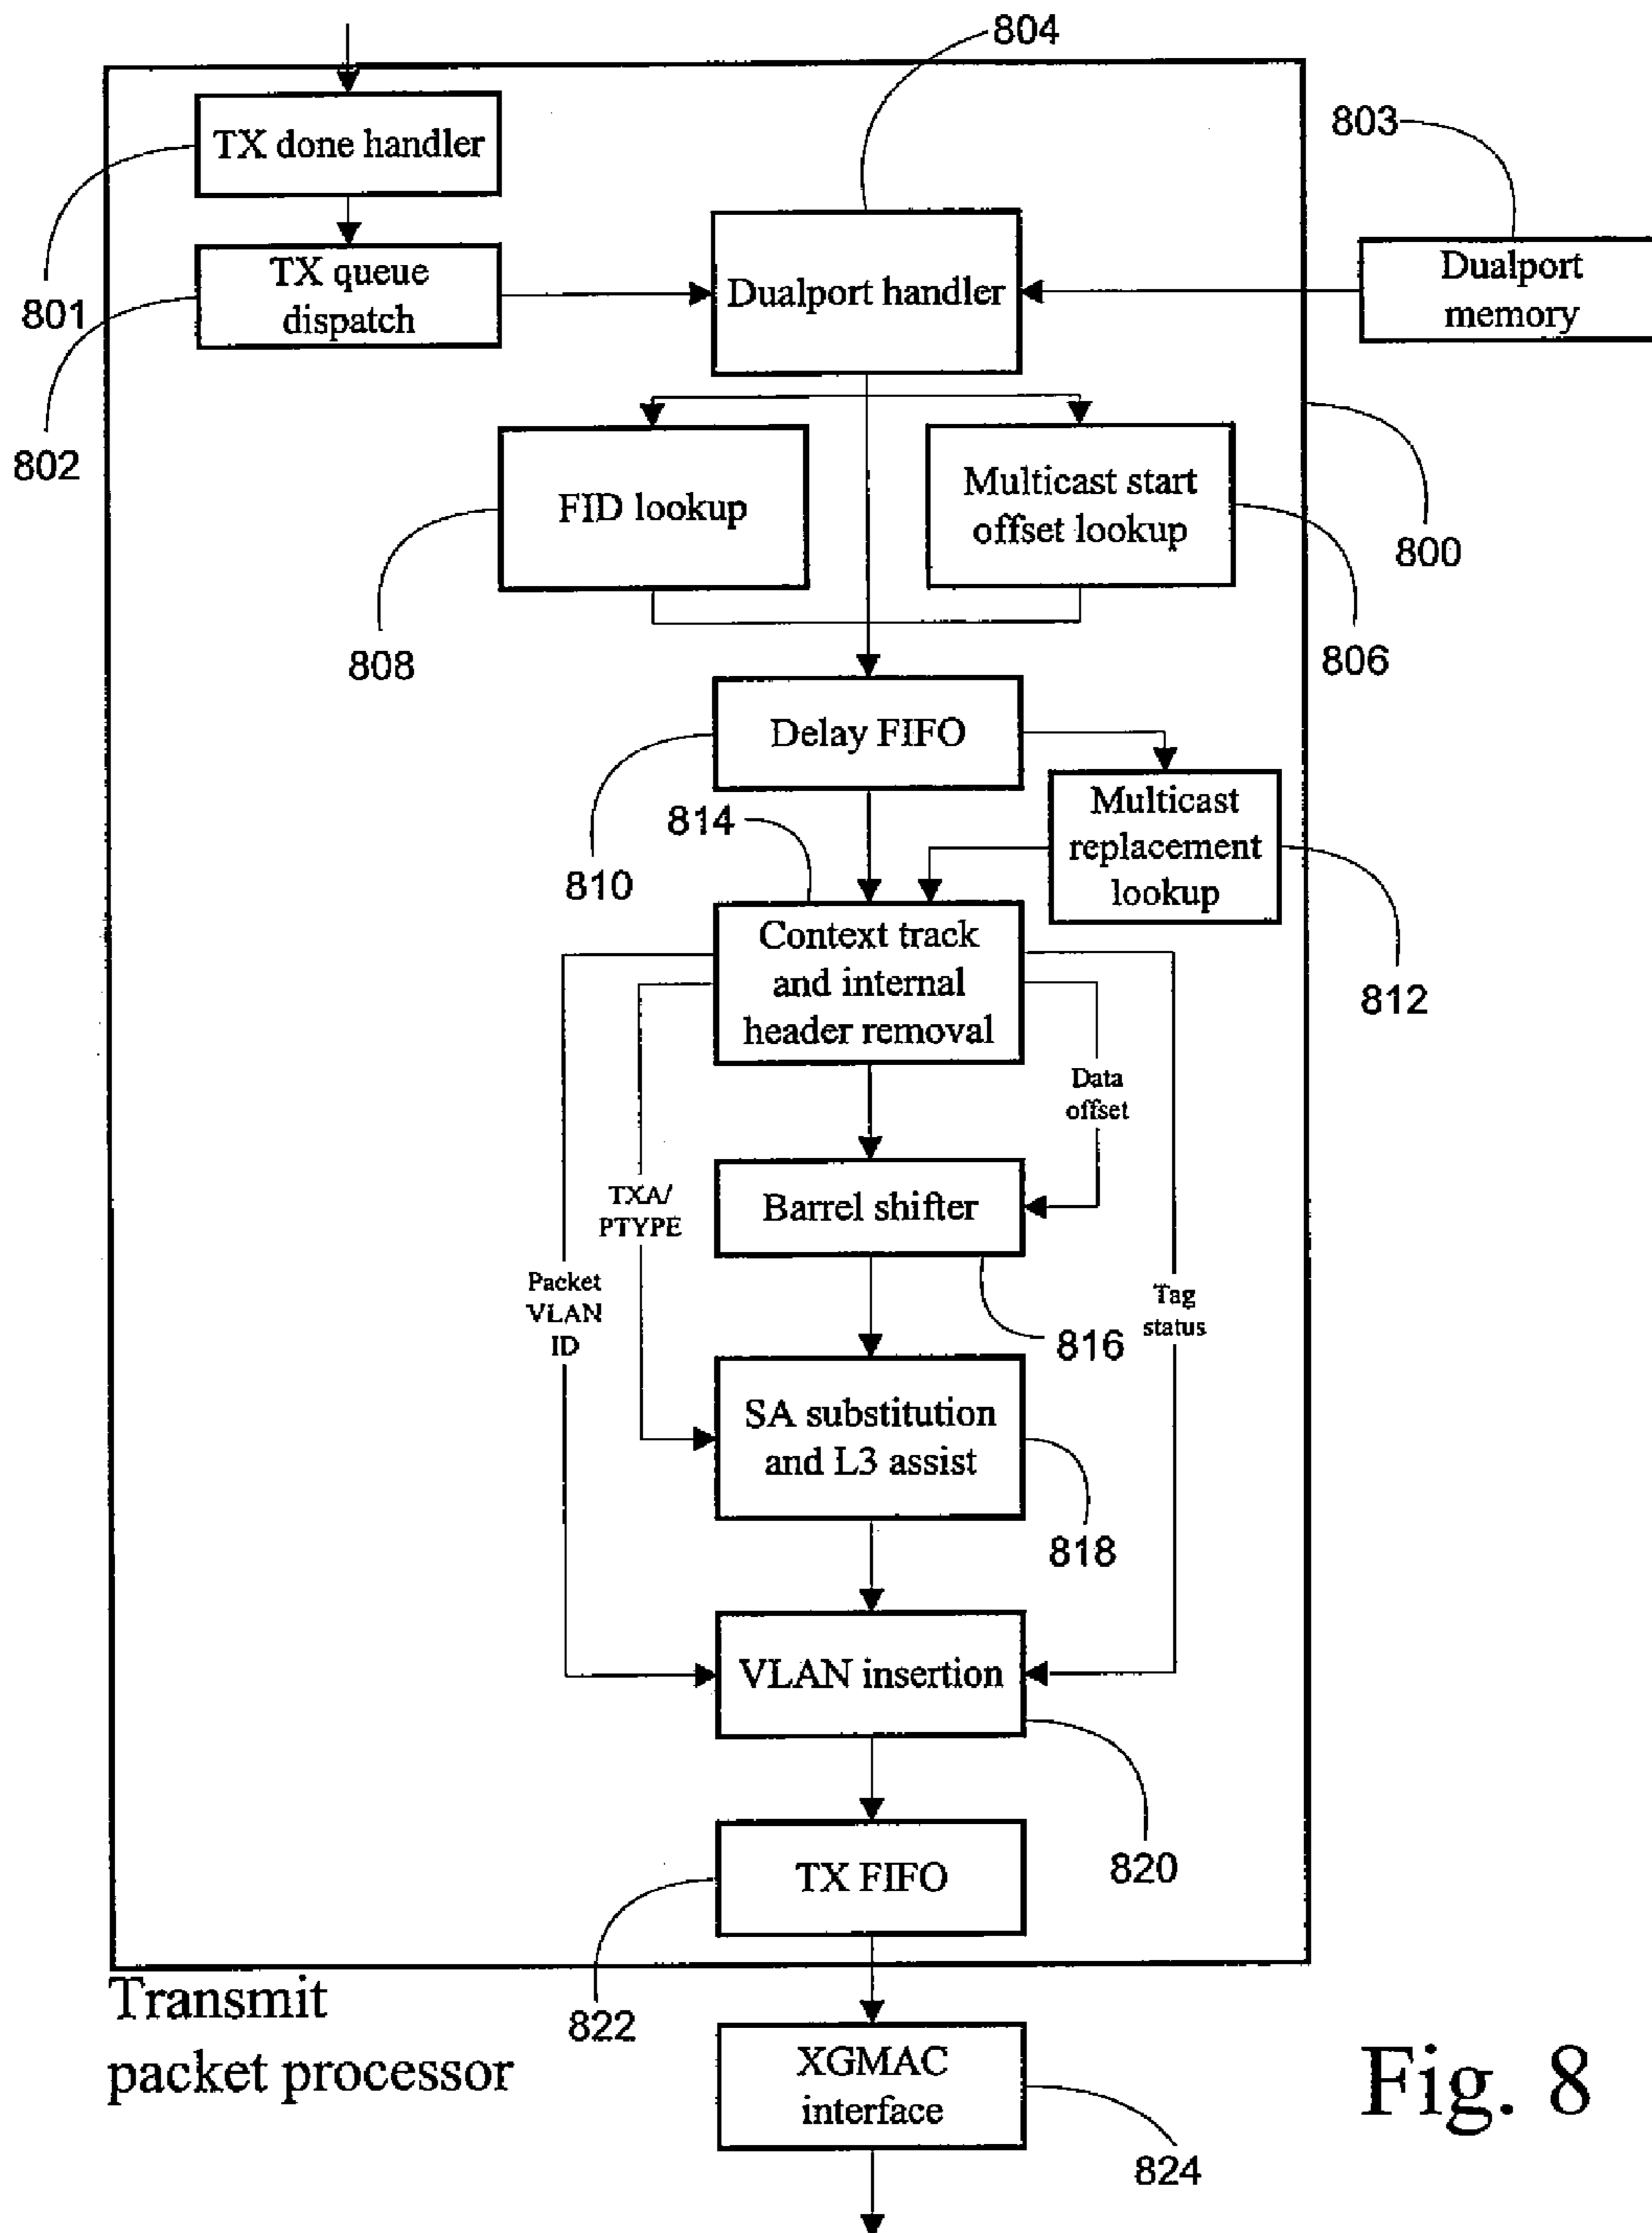 804
803
TX done handler
Dualport handler
Dualport
memory
TX queue
dispatch
801
802
FID lookup
Multicast start
offset lookup
800
808
806
Delay FIFO
814
Multicast
replacement
lookup
810
Context track
and internal
header removal
812
Data
offset
TXA/
PTYPE
Barrel shifter
Packet
VLAN
ID
Tag
status
816
SA substitution
and L3 assist
818
VLAN insertion
820
TX FIFO
822
Transmit
packet processor
XGMAC
interface
824
Fig. 8